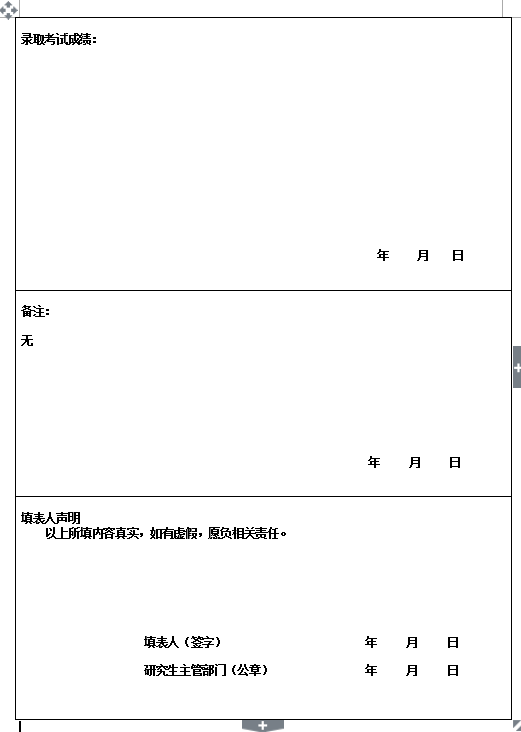 录取考试成绩：
年 月 日
备注：
无
年 月 日
填表人声明
以上所填内容真实，如有虚假，愿负相关责任。
填表人（签字） 年 月 日
研究生主管部门（公章） 年 月 日